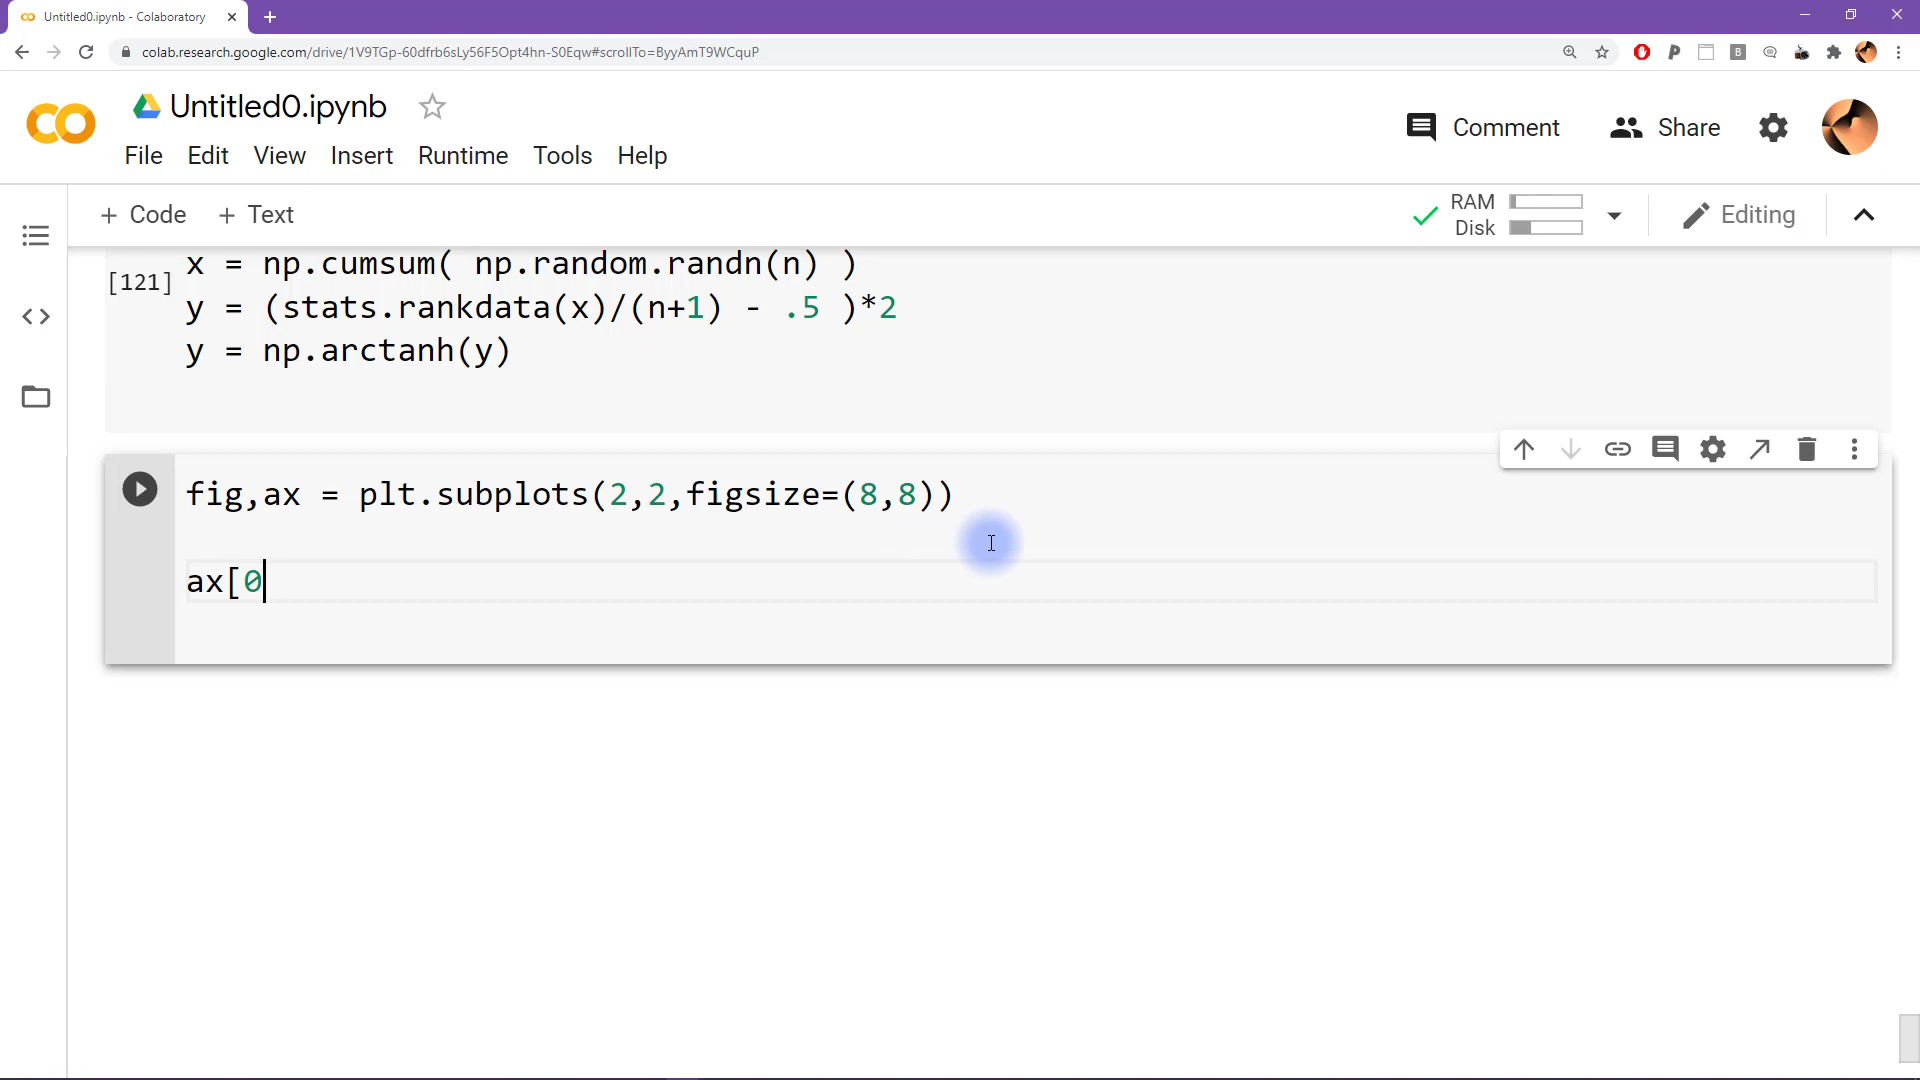 Untitled0.ipynb - Colaboratory
colab.research.google.com/drive/1V9TGp-60dfrb6sLy56F5Opt4hn-S0Eqw#scrollTo=ByyAmT9WCquP
Untitled0.ipynb
Comment
Share
File Edit View Insert Runtime Tools Help
+ Code + Text
RAM
Disk
Editing
[121]
x = np.cumsum( np.random.randn(n) )
y = (stats.rankdata(x)/(n+1) - .5 )*2
y = np.arctanh(y)
fig,ax = plt.subplots(2,2,figsize=(8,8))
ax[0